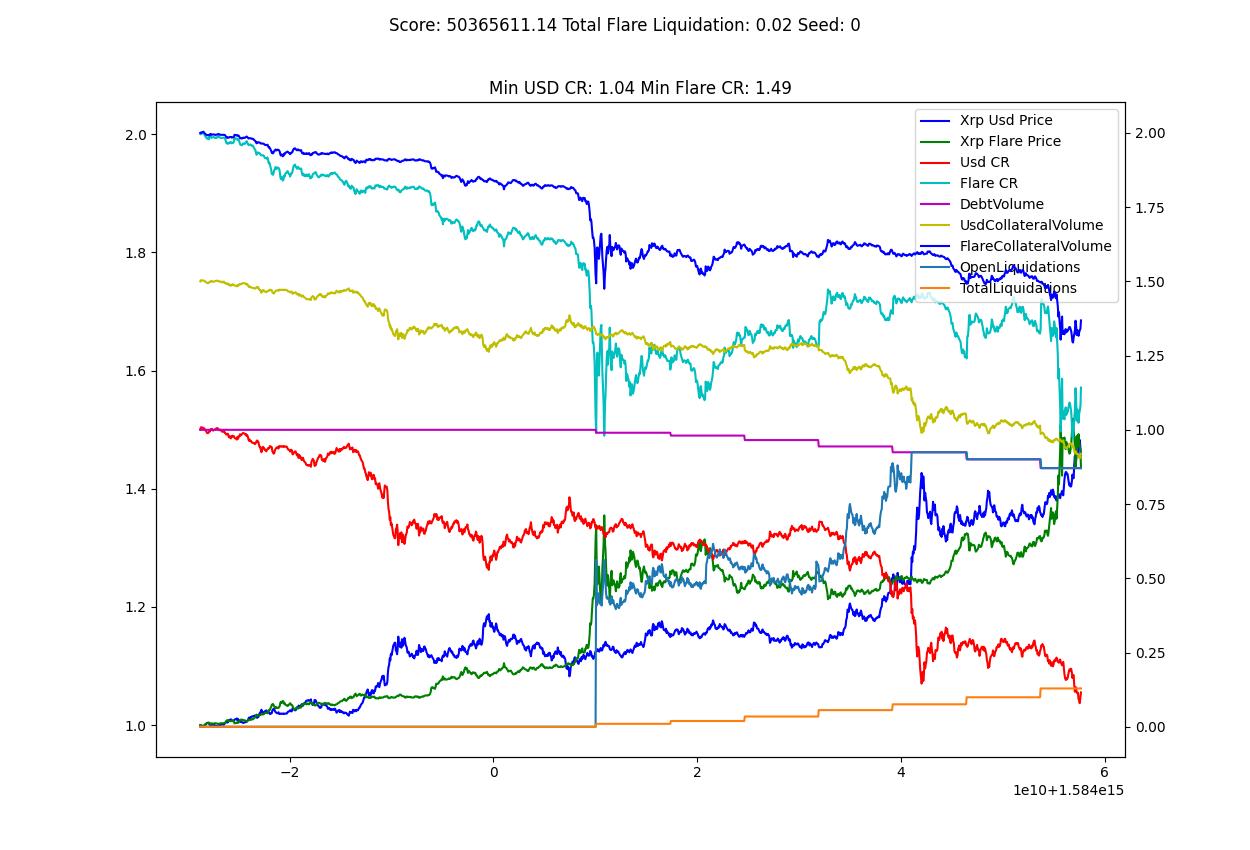 Score: 50365611.14 Total Flare Liquidation: 0.02 Seed: 0
Min USD CR: 1.04 Min Flare CR: 1.49
Xrp Usd Price
Xrp Flare Price
Usd CR
Flare CR
DebtVolume
UsdCollateralVolume
FlareCollateralVolume
OpenLiquidations
TotalLiquidations
2.0
1.8
1.6
1.4
1.2
1.0
2.00
1.75
1.50
1.25
1.00
0.75
0.50
0.25
0.00
−2
0
2
4
6
1e10+1.584e15